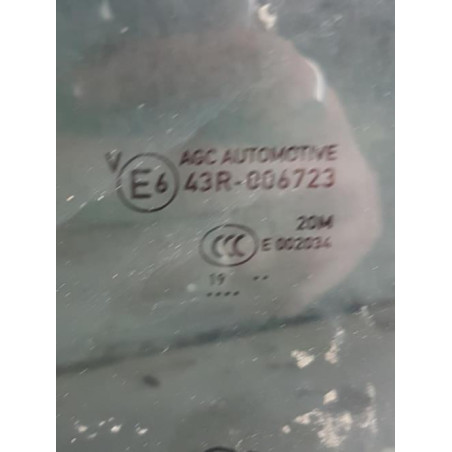 AGC AUTOMOTIVE
V E6 43R-006723
20M
CCC E 002034
19 ..
....